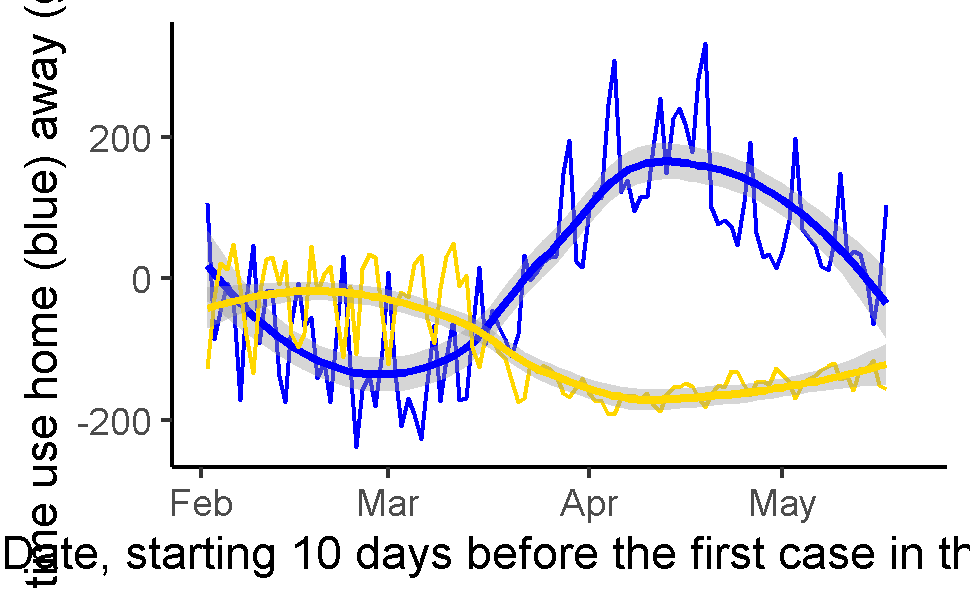 time use home (blue) away (
200
0
-200
Feb Mar Apr May
Date, starting 10 days before the first case in th